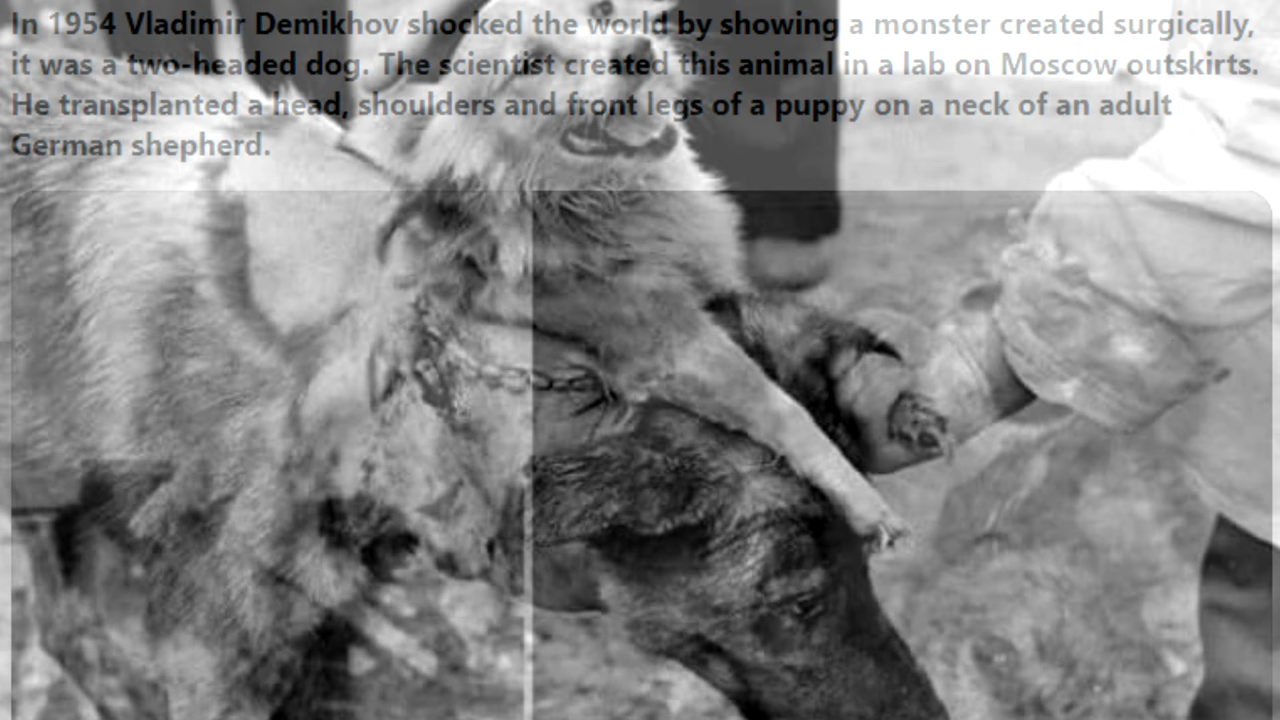 In 1954 Vladimir Demikhov shocked the world by showing a monster created surgically,
it was a two-headed dog. The scientist created this animal in a lab on Moscow outskirts.
He transplanted a head, shoulders and front legs of a puppy on a neck of an adult
German shepherd.